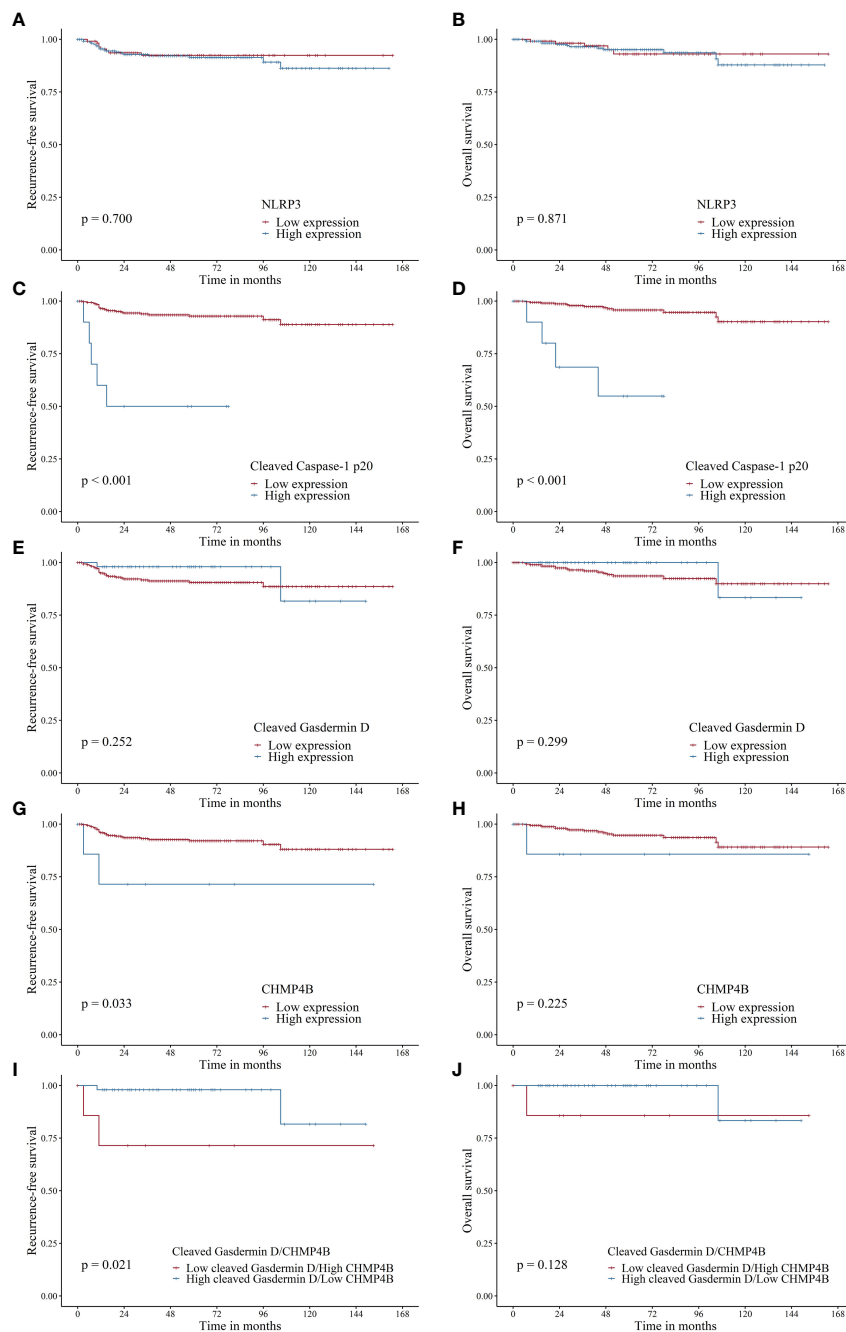 A
Recurrence-free survival
1.00
0.75
0.50
0.25
0.00
p = 0.700
NLRP3
Low expression
High expression
0 24 48 72 96 120 144 168
Time in months
B
Overall survival
1.00
0.75
0.50
0.25
0.00
p = 0.871
NLRP3
Low expression
High expression
0 24 48 72 96 120 144 168
Time in months
C
Recurrence-free survival
1.00
0.75
0.50
0.25
0.00
p < 0.001
Cleaved Caspase-1 p20
Low expression
High expression
0 24 48 72 96 120 144 168
Time in months
D
Overall survival
1.00
0.75
0.50
0.25
0.00
p < 0.001
Cleaved Caspase-1 p20
Low expression
High expression
0 24 48 72 96 120 144 168
Time in months
E
Recurrence-free survival
1.00
0.75
0.50
0.25
0.00
p = 0.252
Cleaved Gasdermin D
Low expression
High expression
0 24 48 72 96 120 144 168
Time in months
F
Overall survival
1.00
0.75
0.50
0.25
0.00
p = 0.299
Cleaved Gasdermin D
Low expression
High expression
0 24 48 72 96 120 144 168
Time in months
G
Recurrence-free survival
1.00
0.75
0.50
0.25
0.00
p = 0.033
CHMP4B
Low expression
High expression
0 24 48 72 96 120 144 168
Time in months
H
Overall survival
1.00
0.75
0.50
0.25
0.00
p = 0.225
CHMP4B
Low expression
High expression
0 24 48 72 96 120 144 168
Time in months
I
Recurrence-free survival
1.00
0.75
0.50
0.25
0.00
p = 0.021
Cleaved Gasdermin D/CHMP4B
Low cleaved Gasdermin D/High CHMP4B
High cleaved Gasdermin D/Low CHMP4B
0 24 48 72 96 120 144 168
Time in months
J
Overall survival
1.00
0.75
0.50
0.25
0.00
p = 0.128
Cleaved Gasdermin D/CHMP4B
Low cleaved Gasdermin D/High CHMP4B
High cleaved Gasdermin D/Low CHMP4B
0 24 48 72 96 120 144 168
Time in months